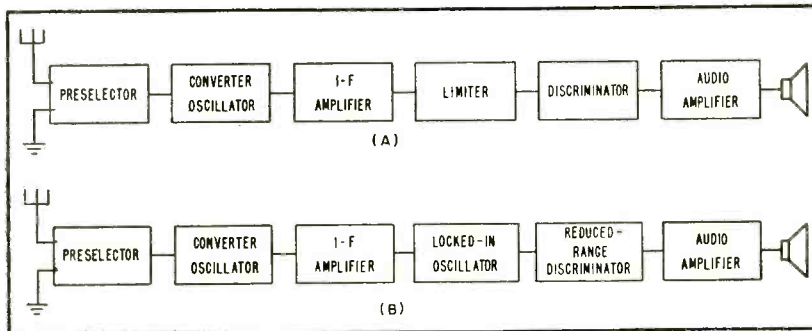 PRESELECTOR
CONVERTER
OSCILLATOR
I-F
AMPLIFIER
LIMITER
DISCRIMINATOR
AUDIO
AMPLIFIER
(A)
PRESELECTOR
CONVERTER
OSCILLATOR
I-F
AMPLIFIER
LOCKED-IN
OSCILLATOR
REDUCED-
RANGE
DISCRIMINATOR
AUDIO
AMPLIFIER
(B)